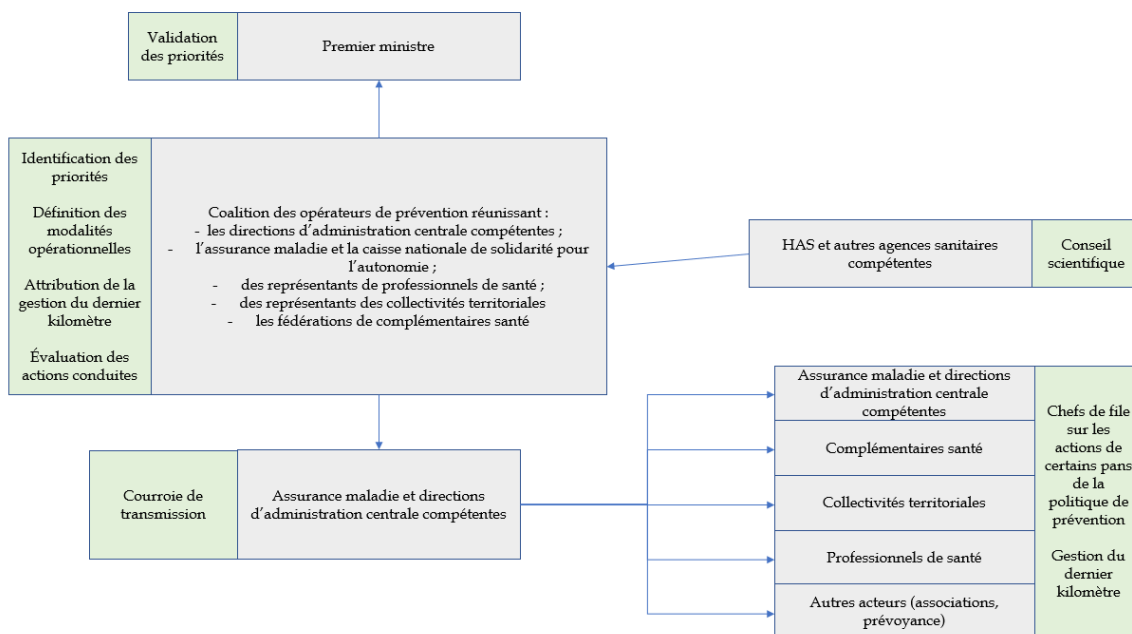 Validation
des priorités
Premier ministre
Identification des
priorités
Définition des
modalités
opérationnelles
Attribution de la
gestion du dernier
kilomètre
Évaluation des
actions conduites
Coalition des opérateurs de prévention réunissant :
- les directions d’administration centrale compétentes ;
- l’assurance maladie et la caisse nationale de solidarité pour
l’autonomie ;
- des représentants de professionnels de santé ;
- des représentants des collectivités territoriales
- les fédérations de complémentaires santé
HAS et autres agences sanitaires
compétentes
Conseil
scientifique
Courroie de
transmission
Assurance maladie et directions
d’administration centrale compétentes
Assurance maladie et directions
d’administration centrale
compétentes
Complémentaires santé
Collectivités territoriales
Professionnels de santé
Autres acteurs (associations,
prévoyance)
Chefs de file
sur les
actions de
certains pans
de la
politique de
prévention
Gestion du
dernier
kilomètre